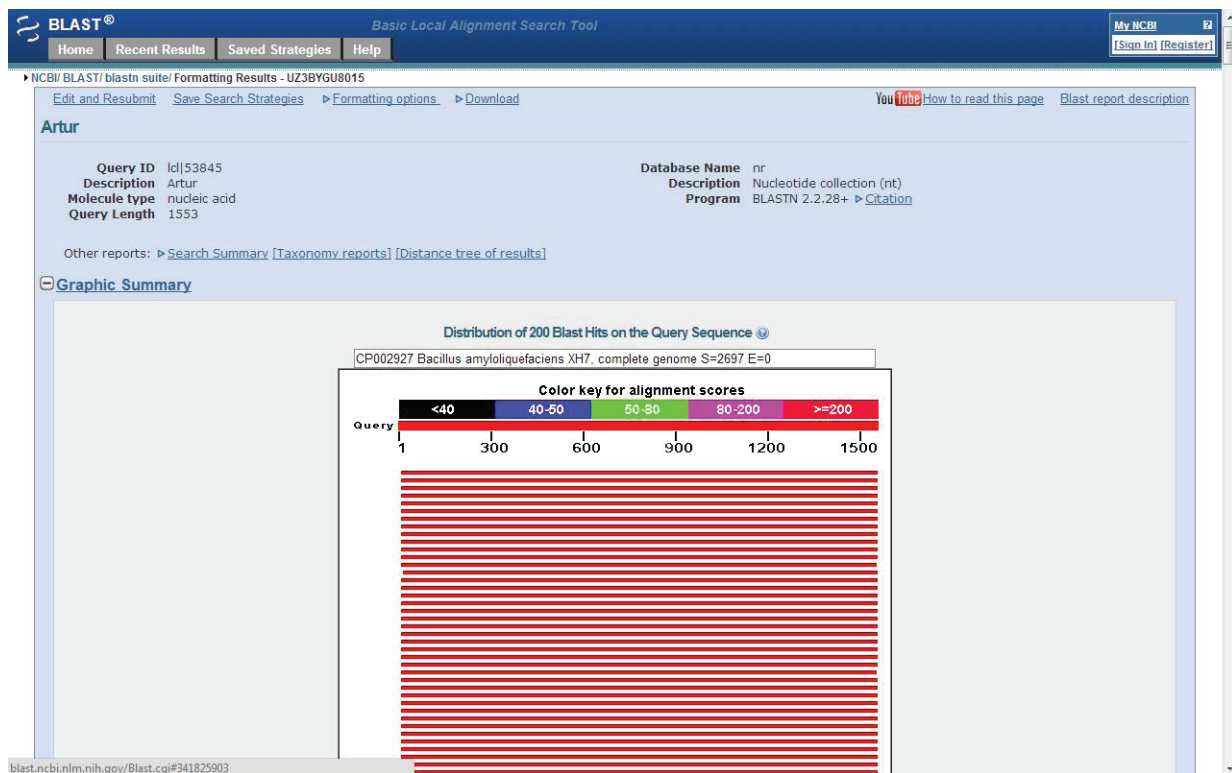 BLAST® Basic Local Alignment Search Tool My NCBI ?
Home Recent Results Saved Strategies Help [Sign In] [Register]
NCBI/ BLAST/ blastn suite/ Formatting Results - UZ3BYGU8015
Edit and Resubmit Save Search Strategies Formatting options Download YouTube How to read this page Blast report description
Artur
Query ID lcl|53845 Database Name nr
Description Artur Description Nucleotide collection (nt)
Molecule type nucleic acid Program BLASTN 2.2.28+ Citation
Query Length 1553
Other reports: Search Summary [Taxonomy reports] [Distance tree of results]
Graphic Summary
Distribution of 200 Blast Hits on the Query Sequence
CP002927 Bacillus amyloliquefaciens XH7, complete genome S=2697 E=0
Color key for alignment scores
<40 40-50 50-80 80-200 >=200
Query
1 300 600 900 1200 1500
blast.ncbi.nlm.nih.gov/Blast.cgi#341825903